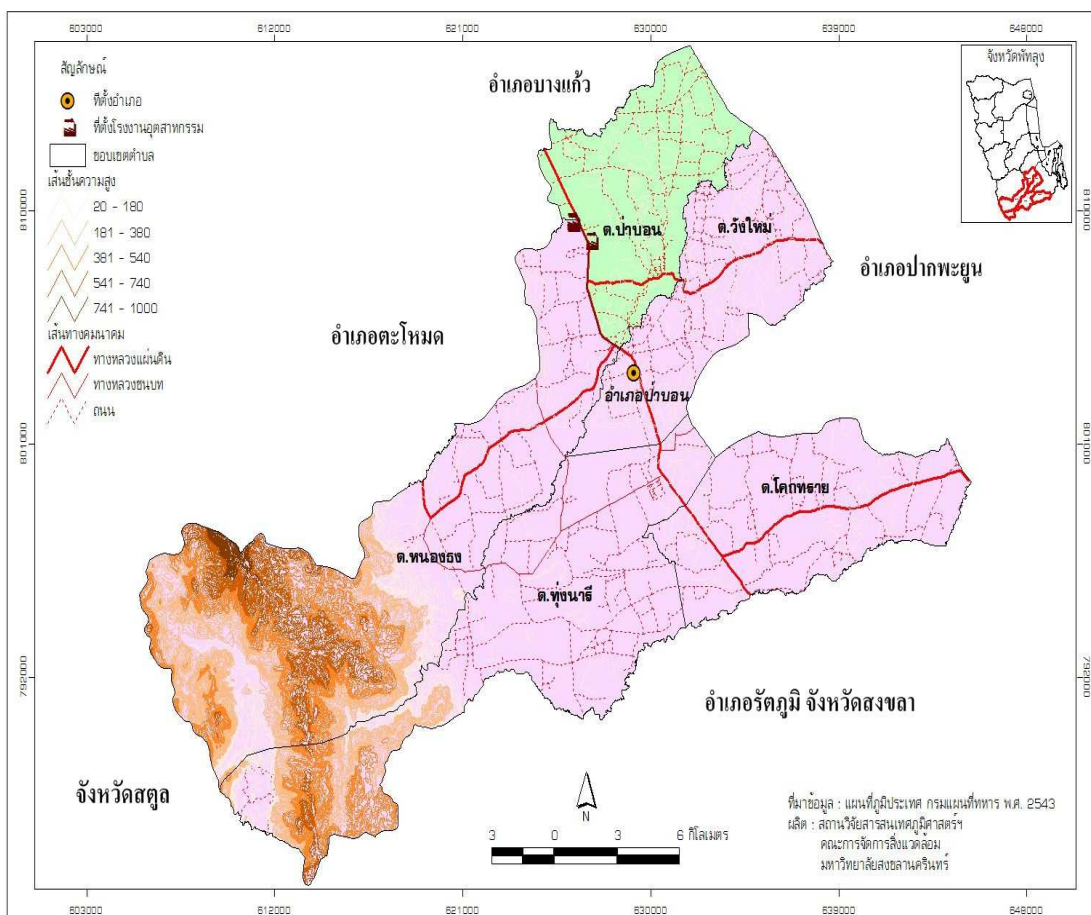 603000 612000 621000 630000 639000 648000
สัญลักษณ์
ที่ตั้งอำเภอ
ที่ตั้งโรงงานอุตสาหกรรม
ขอบเขตตำบล
เส้นชั้นความสูง
20 - 180
181 - 380
381 - 540
541 - 740
741 - 1000
เส้นทางคมนาคม
ทางหลวงแผ่นดิน
ทางหลวงชนบท
ถนน
จังหวัดพัทลุง
อำเภอบางแก้ว
810000
810000
ต.ป่าบอน
ต.วังใหม่
อำเภอปากพะยูน
อำเภอตะโหมด
อำเภอป่าบอน
801000
801000
ต.โคกทราย
ต.หนองธง
ต.ทุ่งนารี
792000
792000
อำเภอรัตภูมิ จังหวัดสงขลา
จังหวัดสตูล
N
3 0 3 6 กิโลเมตร
ที่มาข้อมูล : แผนที่ภูมิประเทศ กรมแผนที่ทหาร พ.ศ. 2543
ผลิต : สถานวิจัยสารสนเทศภูมิศาสตร์ฯ
คณะการจัดการสิ่งแวดล้อม
มหาวิทยาลัยสงขลานครินทร์
603000 612000 621000 630000 639000 648000